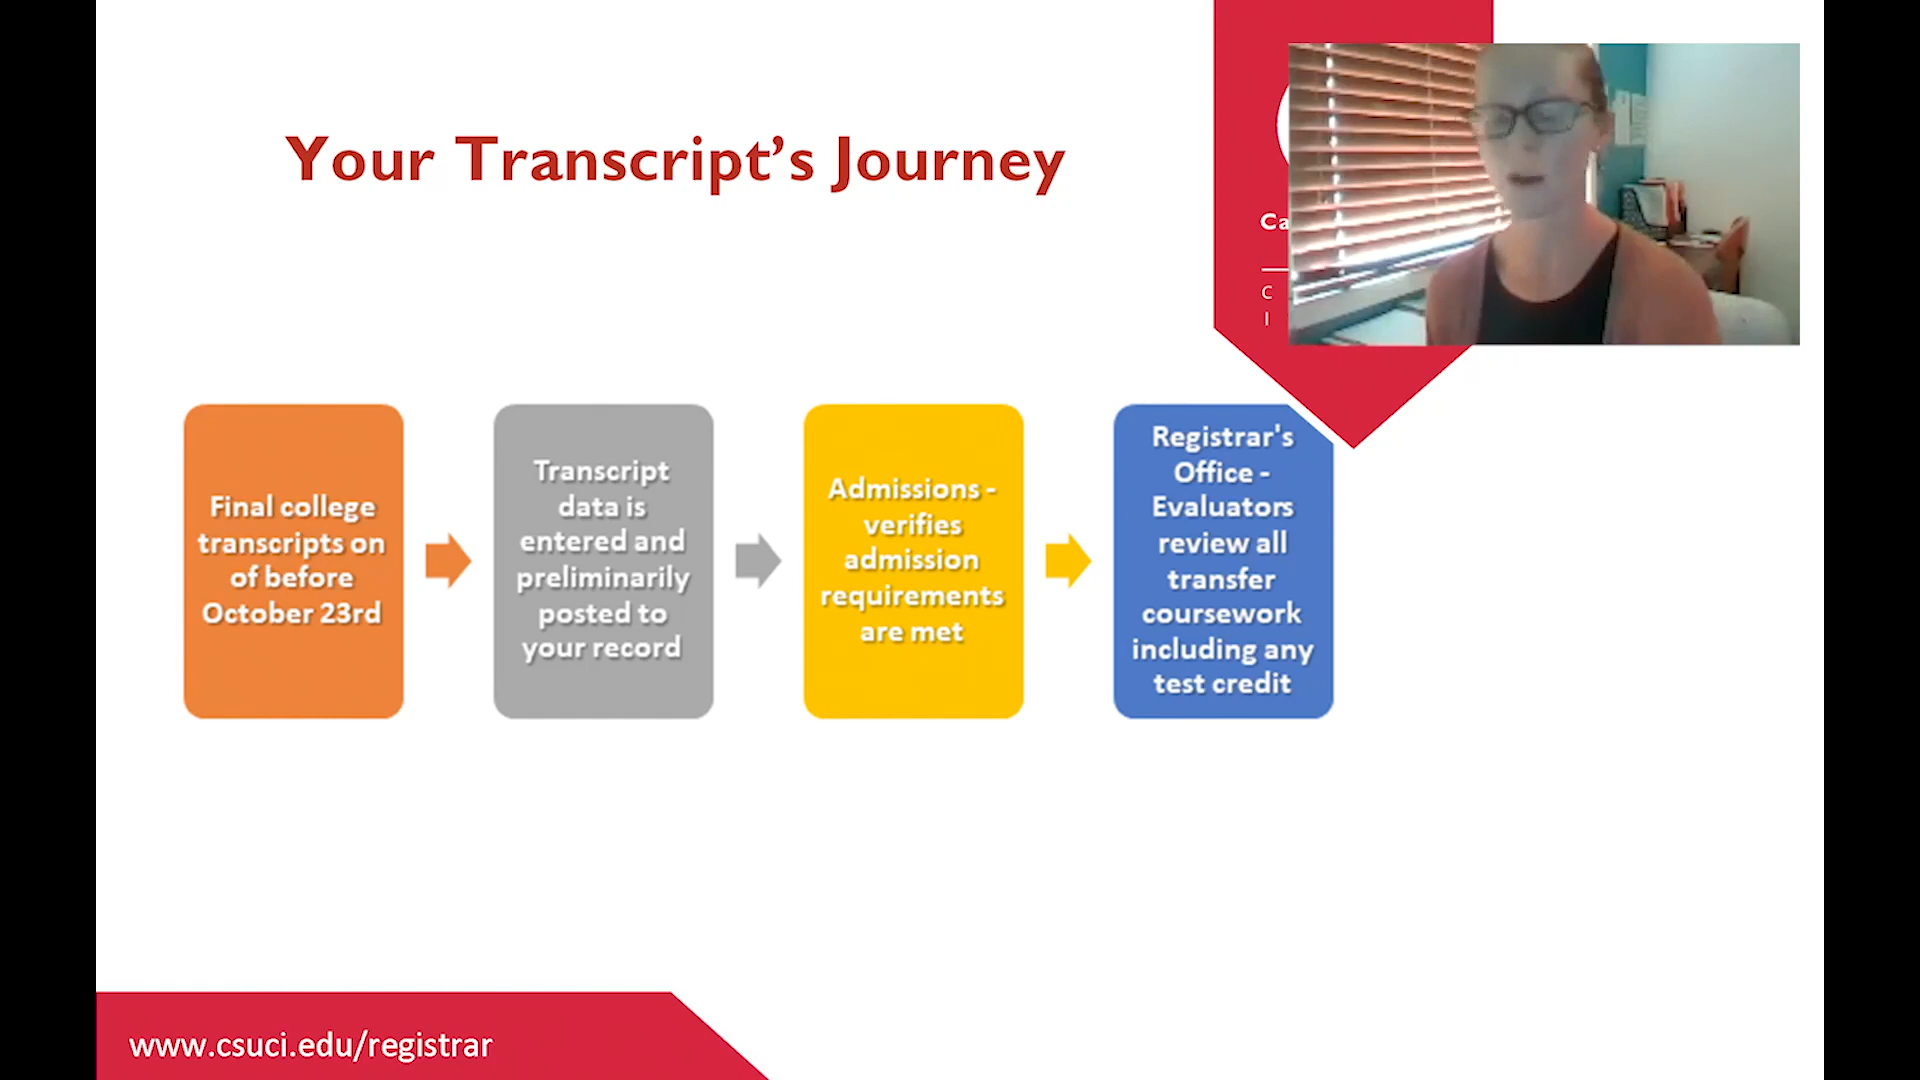 Your Transcript's Journey
Ca
C
I
Final college
transcripts on
of before
October 23rd
Transcript
data is
entered and
preliminarily
posted to
your record
Admissions -
verifies
admission
requirements
are met
Registrar's
Office -
Evaluators
review all
transfer
coursework
including any
test credit
www.csuci.edu/registrar